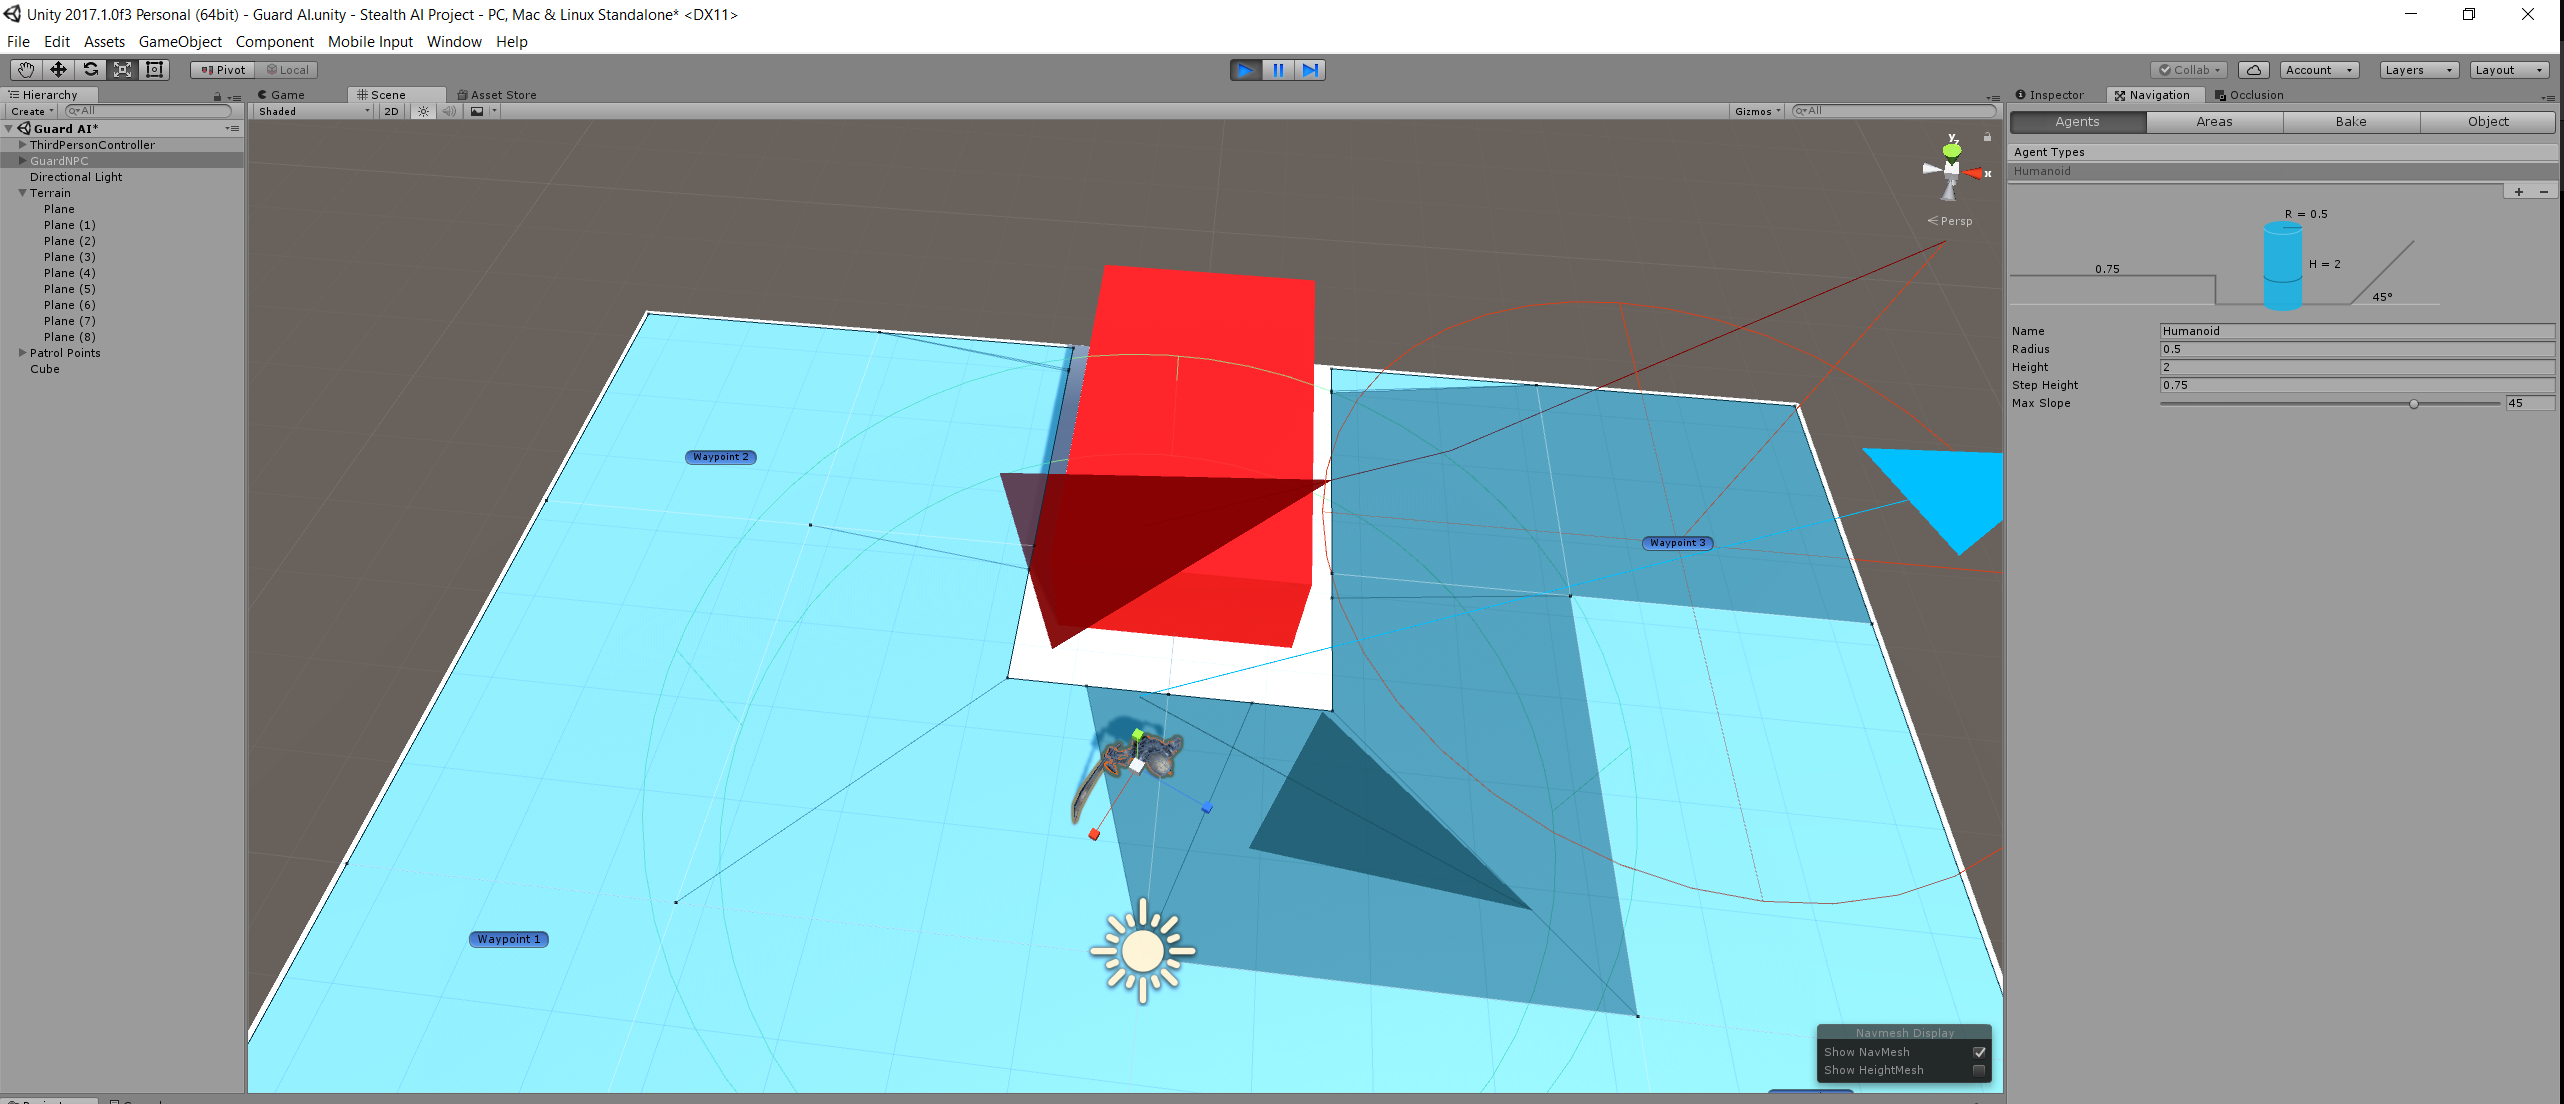 Unity 2017.1.0f3 Personal (64bit) - Guard AI.unity - Stealth AI Project - PC, Mac & Linux Standalone* <DX11>
File Edit Assets GameObject Component Mobile Input Window Help
Pivot Local Collab Account Layers Layout
Hierarchy
Game Scene Asset Store
Inspector Navigation Occlusion
Create All
Shaded 2D Gizmos All
Agents Areas Bake Object
Guard AI*
ThirdPersonController
GuardNPC
Directional Light
Terrain
Plane
Plane (1)
Plane (2)
Plane (3)
Plane (4)
Plane (5)
Plane (6)
Plane (7)
Plane (8)
Patrol Points
Cube
y
x
Persp
Waypoint 2
Waypoint 3
Waypoint 1
Navmesh Display
Show NavMesh
Show HeightMesh
Agent Types
Humanoid
R = 0.5
H = 2
0.75
45°
Name Humanoid
Radius 0.5
Height 2
Step Height 0.75
Max Slope 45